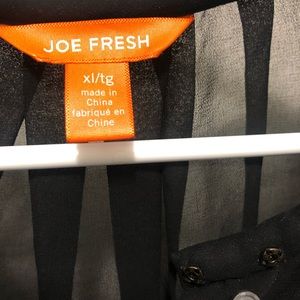 JOE FRESH
xl/tg
made in
China
fabriqué en
Chine